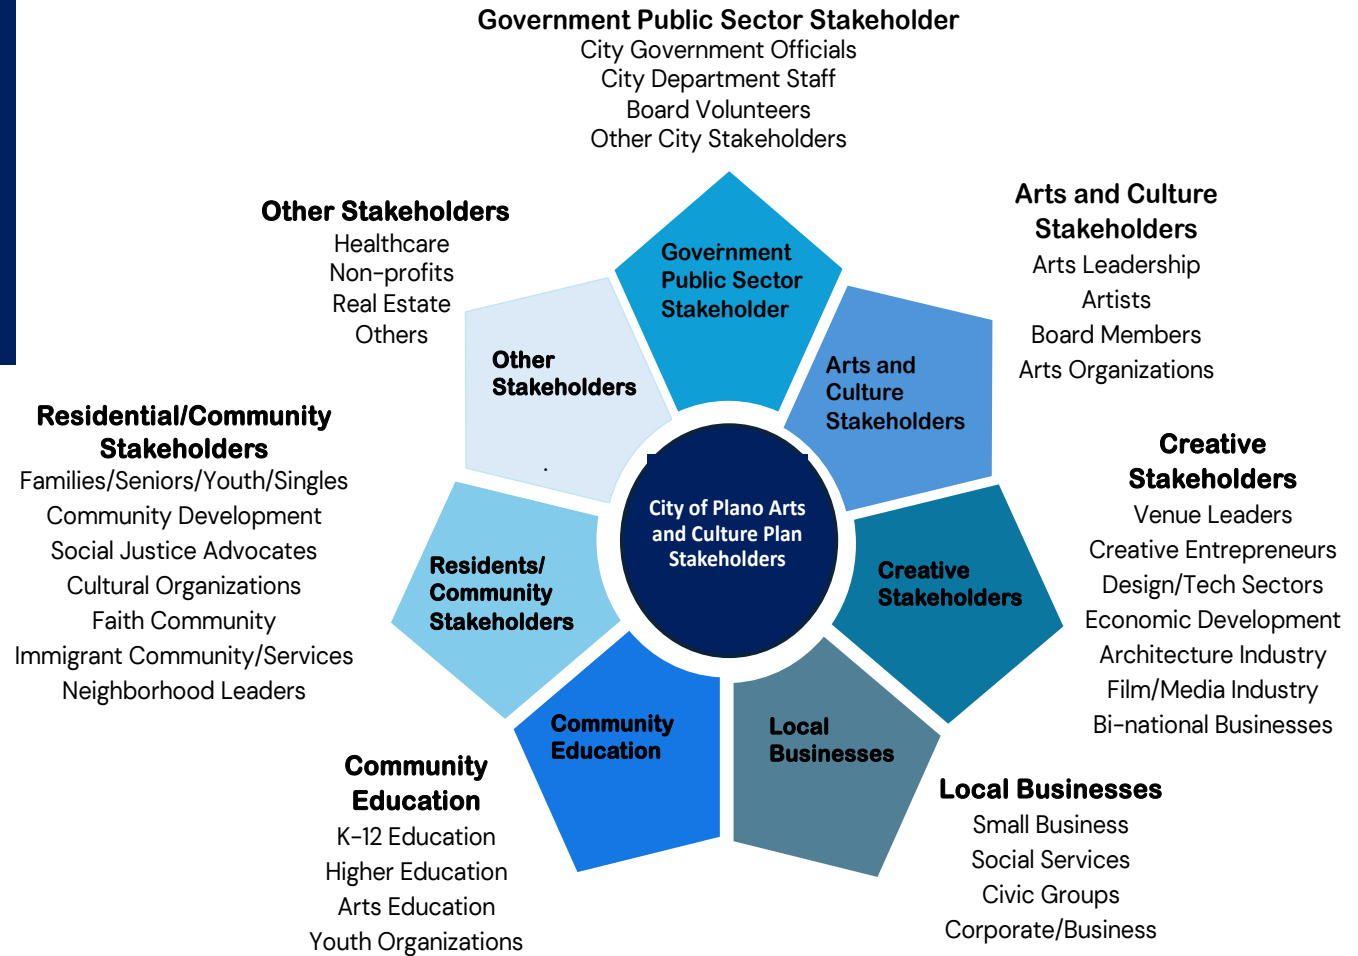 Government Public Sector Stakeholder
City Government Officials
City Department Staff
Board Volunteers
Other City Stakeholders
Arts and Culture
Stakeholders
Arts Leadership
Artists
Board Members
Arts Organizations
Creative
Stakeholders
Venue Leaders
Creative Entrepreneurs
Design/Tech Sectors
Economic Development
Architecture Industry
Film/Media Industry
Bi-national Businesses
Local Businesses
Small Business
Social Services
Civic Groups
Corporate/Business
Community
Education
K-12 Education
Higher Education
Arts Education
Youth Organizations
Residential/Community
Stakeholders
Families/Seniors/Youth/Singles
Community Development
Social Justice Advocates
Cultural Organizations
Faith Community
Immigrant Community/Services
Neighborhood Leaders
Other Stakeholders
Healthcare
Non-profits
Real Estate
Others
Government
Public Sector
Stakeholder
Arts and
Culture
Stakeholders
Creative
Stakeholders
Local
Businesses
Community
Education
Residents/
Community
Stakeholders
Other
Stakeholders
City of Plano Arts
and Culture Plan
Stakeholders